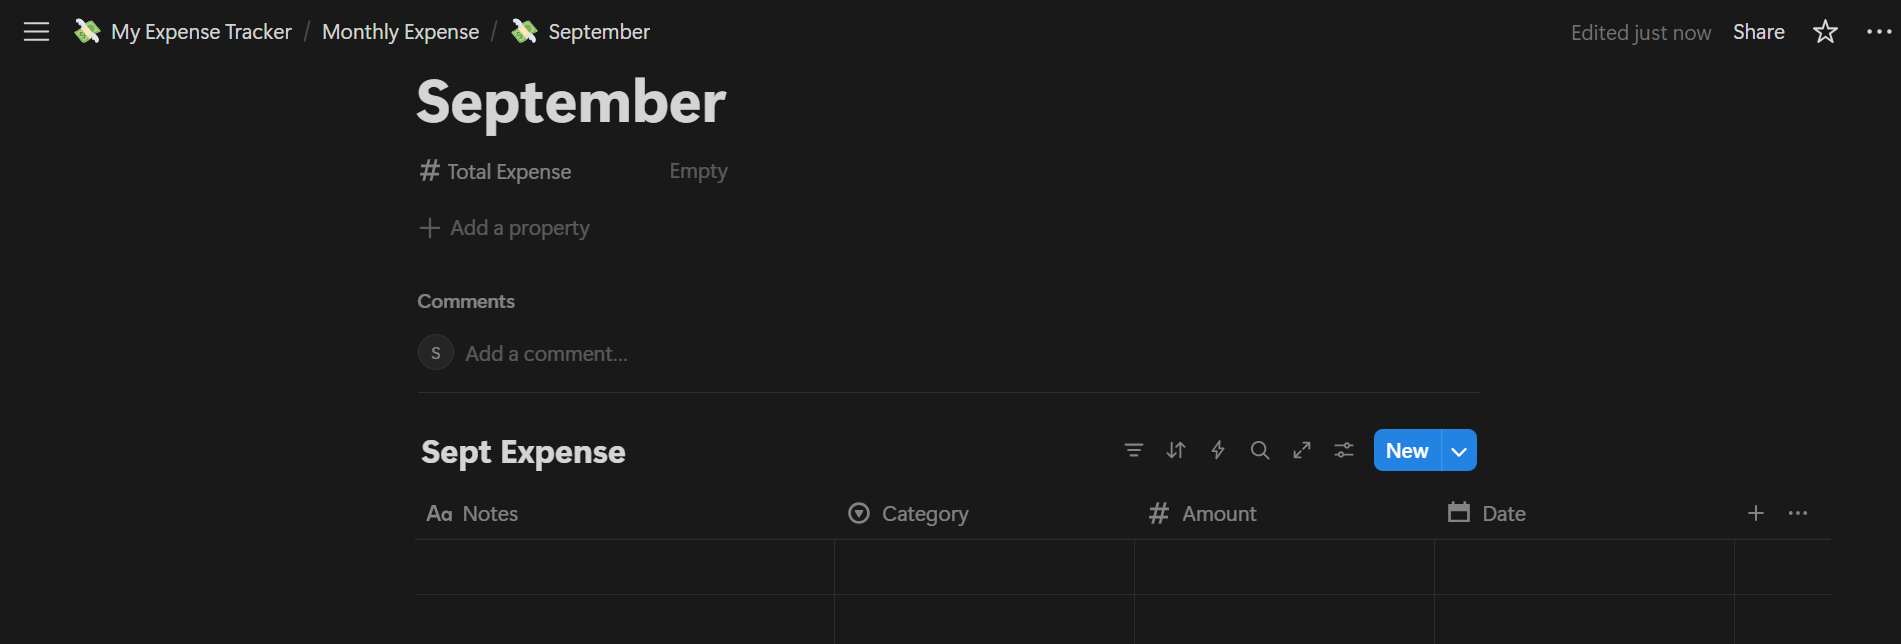 My Expense Tracker / Monthly Expense / September Edited just now Share
September
Total Expense Empty
Add a property
Comments
S Add a comment...
Sept Expense New
Aa Notes Category # Amount Date